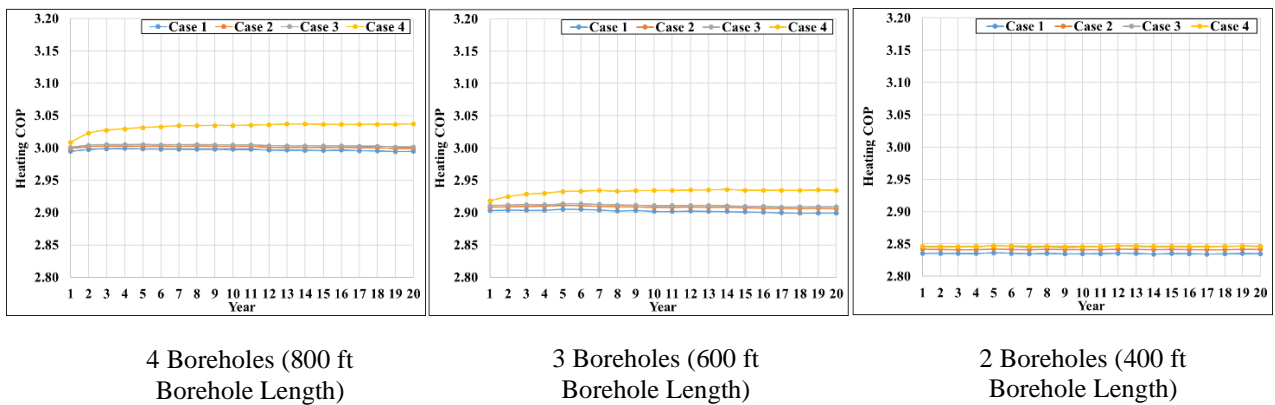 Case 1 Case 2 Case 3 Case 4
3.20
3.15
3.10
3.05
3.00
2.95
2.90
2.85
2.80
Heating COP
1 2 3 4 5 6 7 8 9 10 11 12 13 14 15 16 17 18 19 20
Year
4 Boreholes (800 ft
Borehole Length)
Case 1 Case 2 Case 3 Case 4
3.20
3.15
3.10
3.05
3.00
2.95
2.90
2.85
2.80
Heating COP
1 2 3 4 5 6 7 8 9 10 11 12 13 14 15 16 17 18 19 20
Year
3 Boreholes (600 ft
Borehole Length)
Case 1 Case 2 Case 3 Case 4
3.20
3.15
3.10
3.05
3.00
2.95
2.90
2.85
2.80
Heating COP
1 2 3 4 5 6 7 8 9 10 11 12 13 14 15 16 17 18 19 20
Year
2 Boreholes (400 ft
Borehole Length)